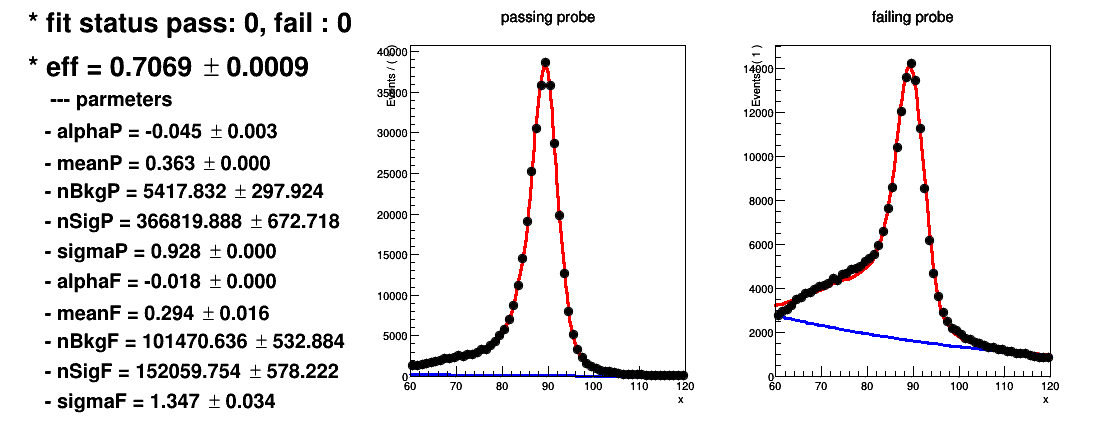 * fit status pass: 0, fail : 0
* eff = 0.7069 ± 0.0009
--- parmeters
- alphaP = -0.045 ± 0.003
- meanP = 0.363 ± 0.000
- nBkgP = 5417.832 ± 297.924
- nSigP = 366819.888 ± 672.718
- sigmaP = 0.928 ± 0.000
- alphaF = -0.018 ± 0.000
- meanF = 0.294 ± 0.016
- nBkgF = 101470.636 ± 532.884
- nSigF = 152059.754 ± 578.222
- sigmaF = 1.347 ± 0.034
passing probe
Events / (
40000
35000
30000
25000
20000
15000
10000
5000
0
60 70 80 90 100 110 120
x
failing probe
Events / ( 1 )
14000
12000
10000
8000
6000
4000
2000
0
60 70 80 90 100 110 120
x